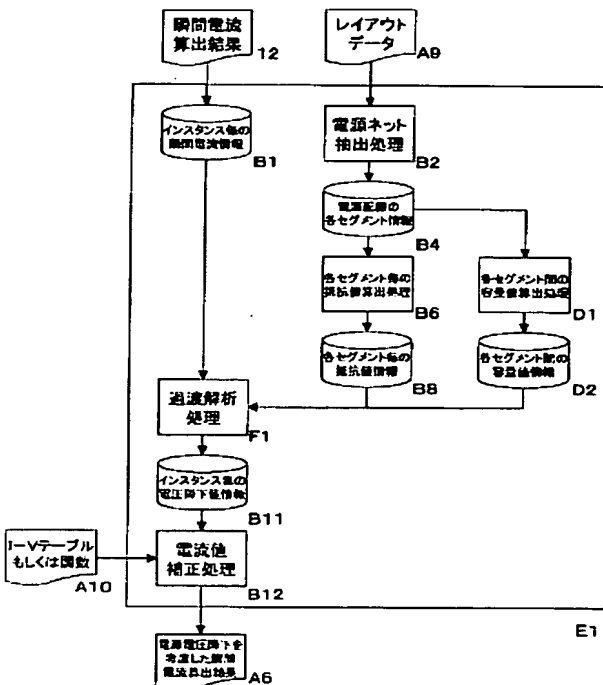 瞬間電流
算出結果
12
レイアウト
データ
A9
インスタンス毎の
瞬間電流情報
B1
電源ネット
抽出処理
B2
電源配線の
各セグメント情報
B4
各セグメント毎の
抵抗値算出処理
B6
各セグメント間の
容量値算出処理
D1
各セグメント毎の
抵抗値情報
B8
各セグメント間の
容量値情報
D2
過渡解析
処理
F1
インスタンス毎の
電圧降下値情報
B11
I-Vテーブル
もしくは関数
A10
電流値
補正処理
B12
E1
電源電圧降下を
考慮した瞬間
電流算出結果
A6